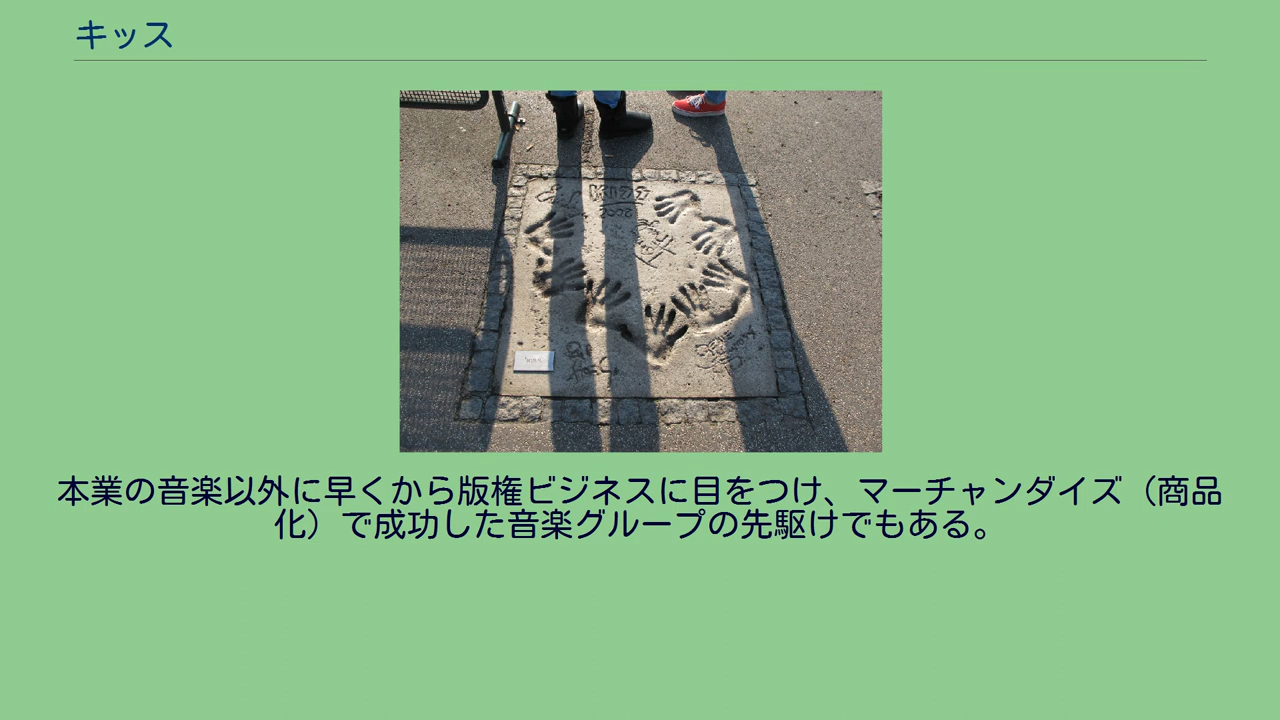 キッス
KIZZ
2002
本業の音楽以外に早くから版権ビジネスに目をつけ、マーチャンダイズ（商品
化）で成功した音楽グループの先駆けでもある。